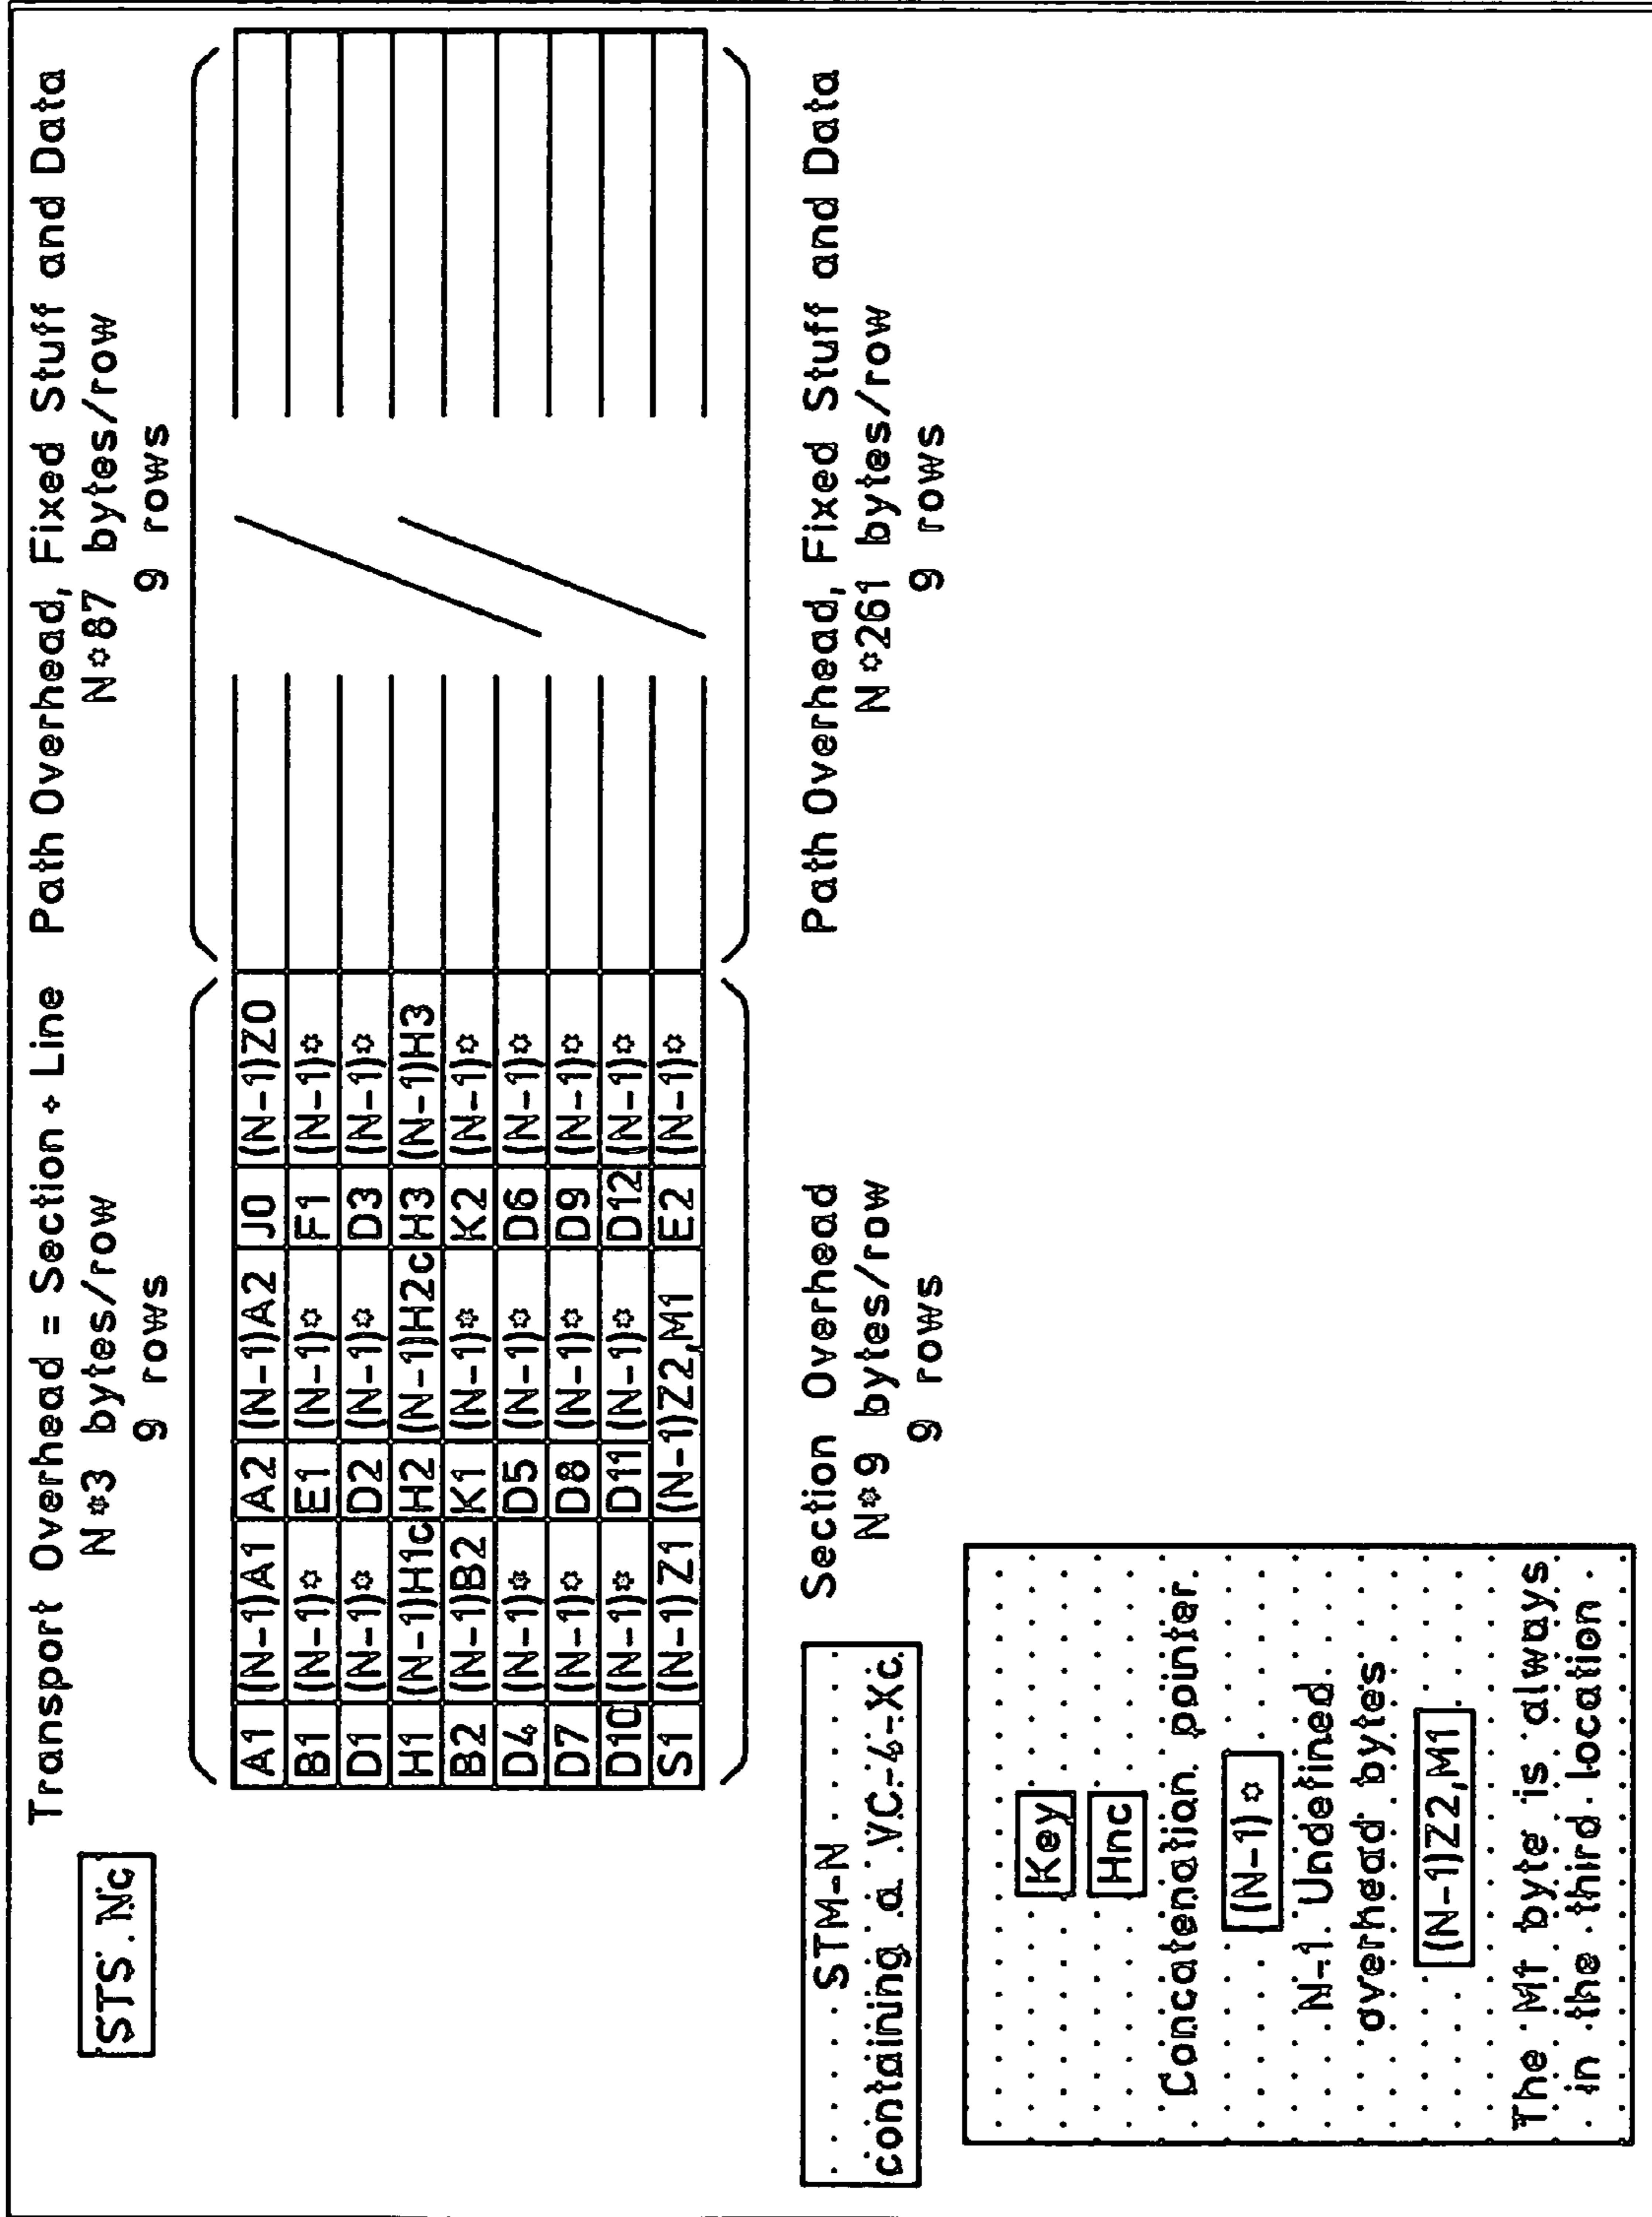 STS Nc
Transport Overhead = Section + Line
N*3 bytes/row
9 rows
Path Overhead, Fixed Stuff and Data
N*87 bytes/row
9 rows
A1 (N-1)A1 A2 (N-1)A2 J0 (N-1)Z0
B1 (N-1)* E1 (N-1)* F1 (N-1)*
D1 (N-1)* D2 (N-1)* D3 (N-1)*
H1 (N-1)H1c H2 (N-1)H2c H3 (N-1)H3
B2 (N-1)B2 K1 (N-1)* K2 (N-1)*
D4 (N-1)* D5 (N-1)* D6 (N-1)*
D7 (N-1)* D8 (N-1)* D9 (N-1)*
D10 (N-1)* D11 (N-1)* D12 (N-1)*
S1 (N-1)Z1 (N-1)Z2,M1 E2 (N-1)*
STM-N
containing a VC-4-Xc
Section Overhead
N*9 bytes/row
9 rows
Path Overhead, Fixed Stuff and Data
N*261 bytes/row
9 rows
Key
Hnc
Concatenation pointer
(N-1)*
N-1 Undefined
overhead bytes
(N-1)Z2,M1
The M1 byte is always
in the third location